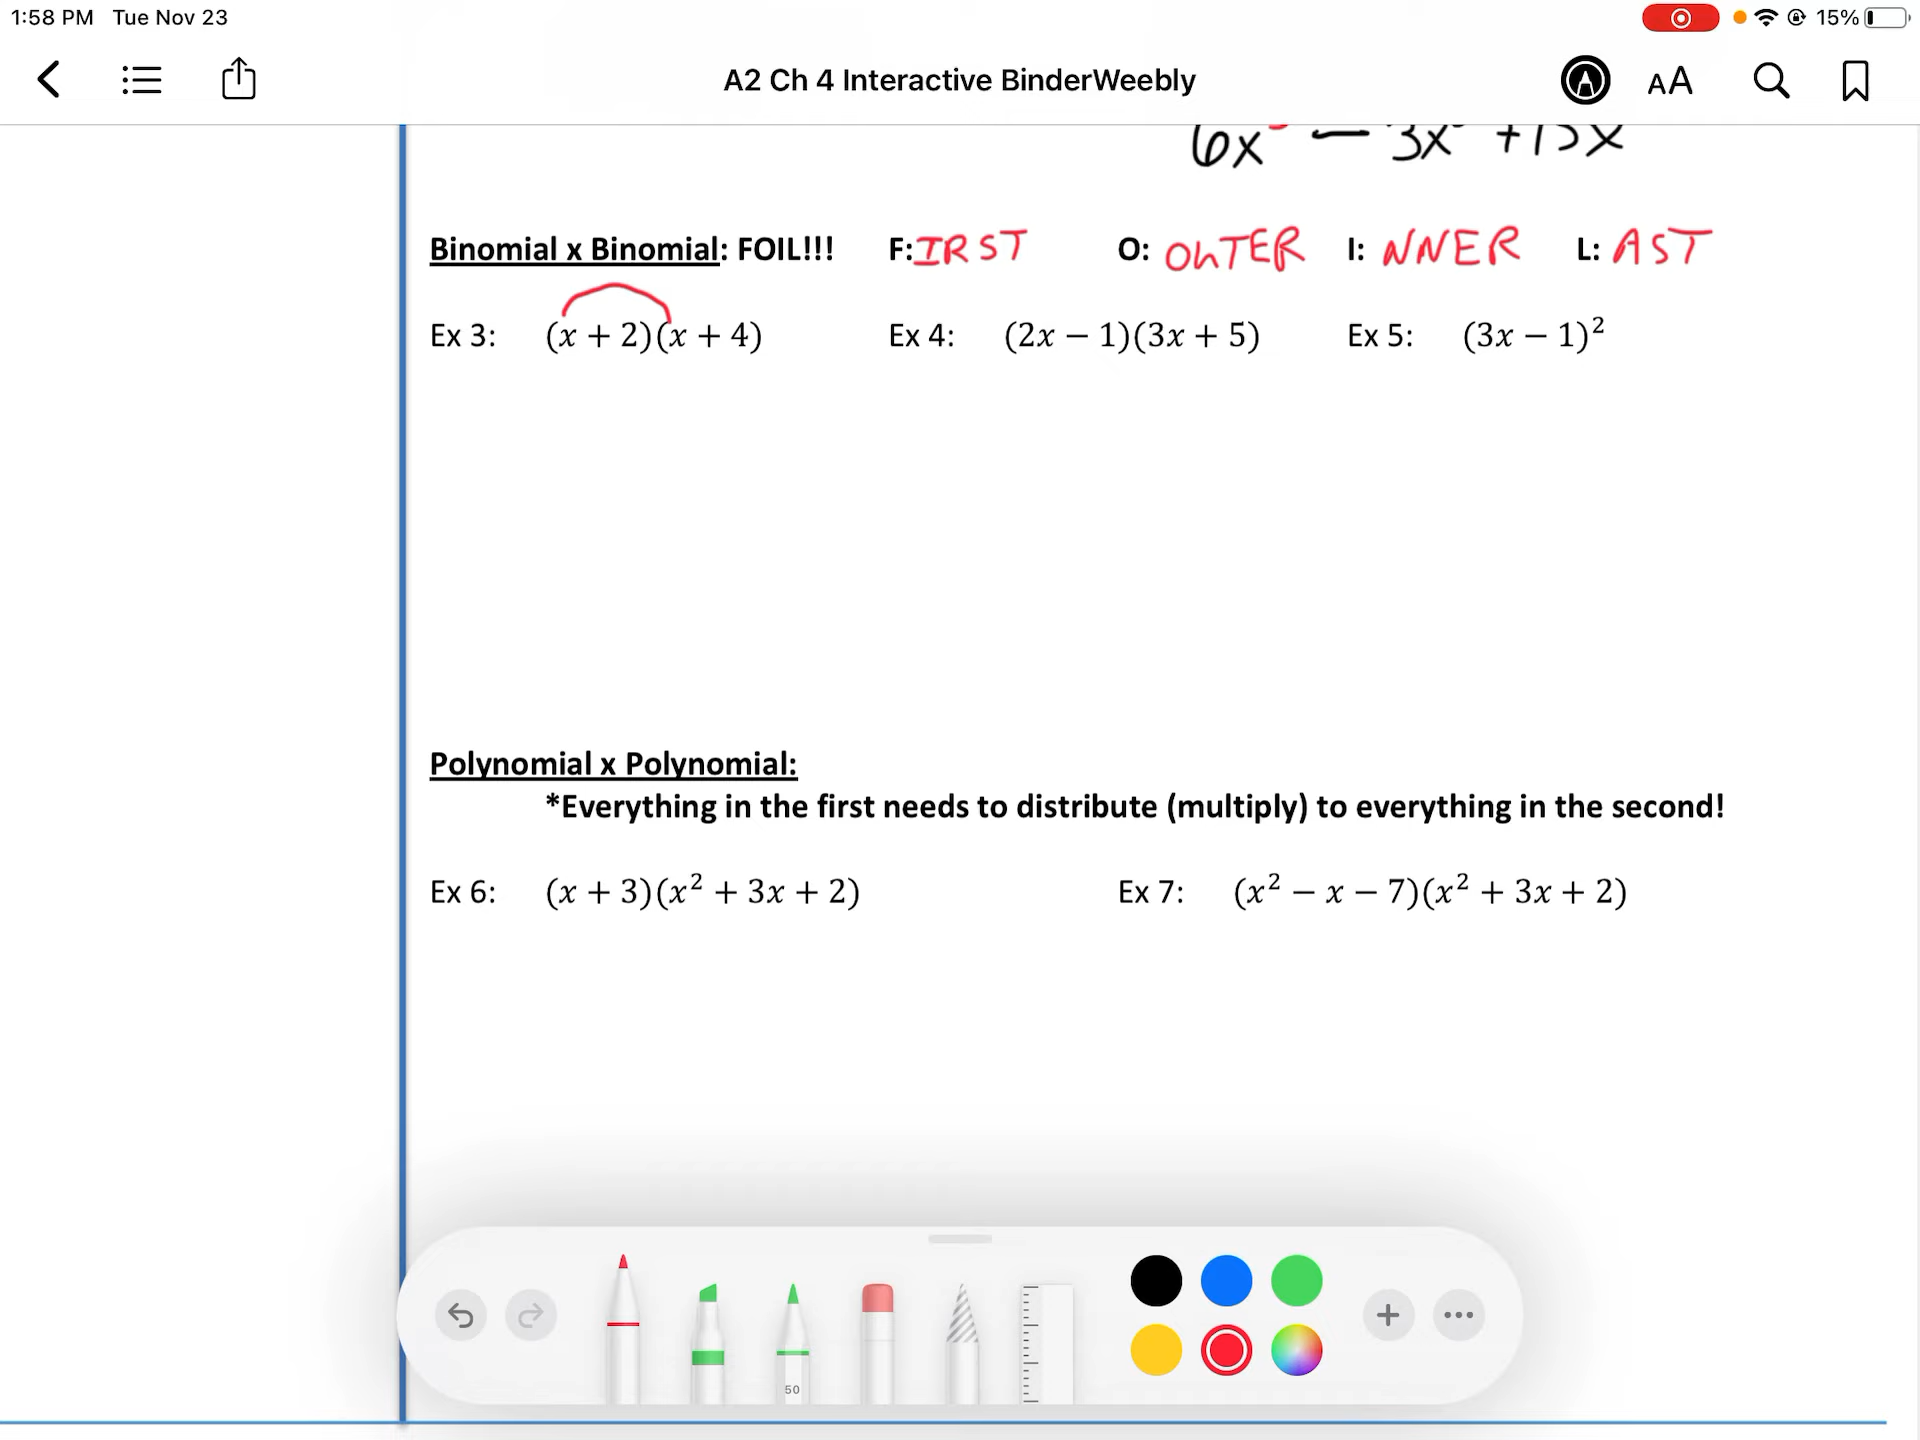 1:58 PM Tue Nov 23 15%
A2 Ch 4 Interactive BinderWeebly AA
6x — 3x + 15x
Binomial x Binomial: FOIL!!! F:IRST O: OUTER I: NNER L: AST
Ex 3: (x + 2)(x + 4) Ex 4: (2x − 1)(3x + 5) Ex 5: (3x − 1)²
Polynomial x Polynomial:
*Everything in the first needs to distribute (multiply) to everything in the second!
Ex 6: (x + 3)(x² + 3x + 2) Ex 7: (x² − x − 7)(x² + 3x + 2)
50